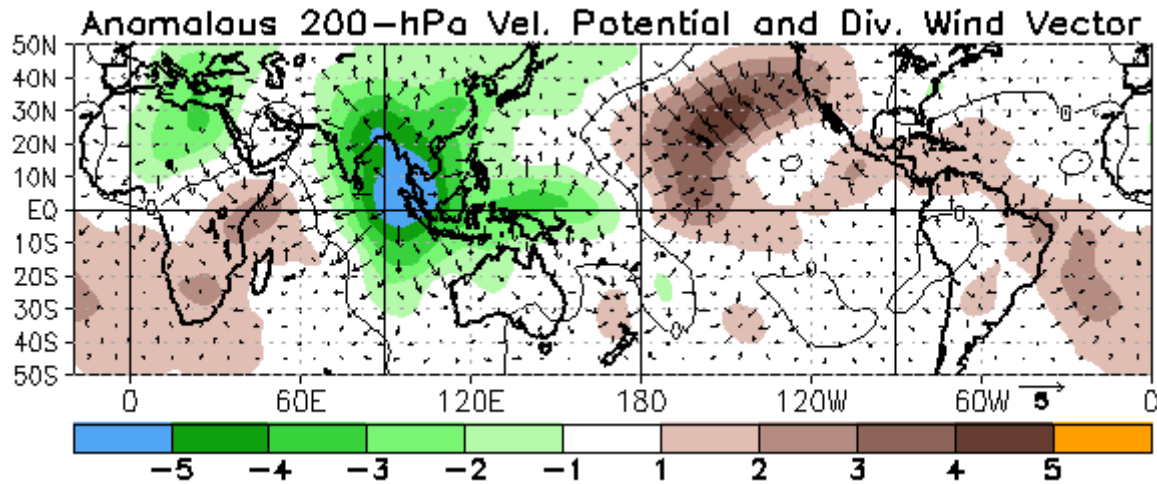 Anamalaus 200-hPa Vel. Potential and Div. Wind Vector
50N
40N
30N
20N
10N
EQ
10S
20S
30S
40S
50S
0 60E 120E 180 120W 60W 5 0
-5 -4 -3 -2 -1 1 2 3 4 5
0
0
0
0
0
0